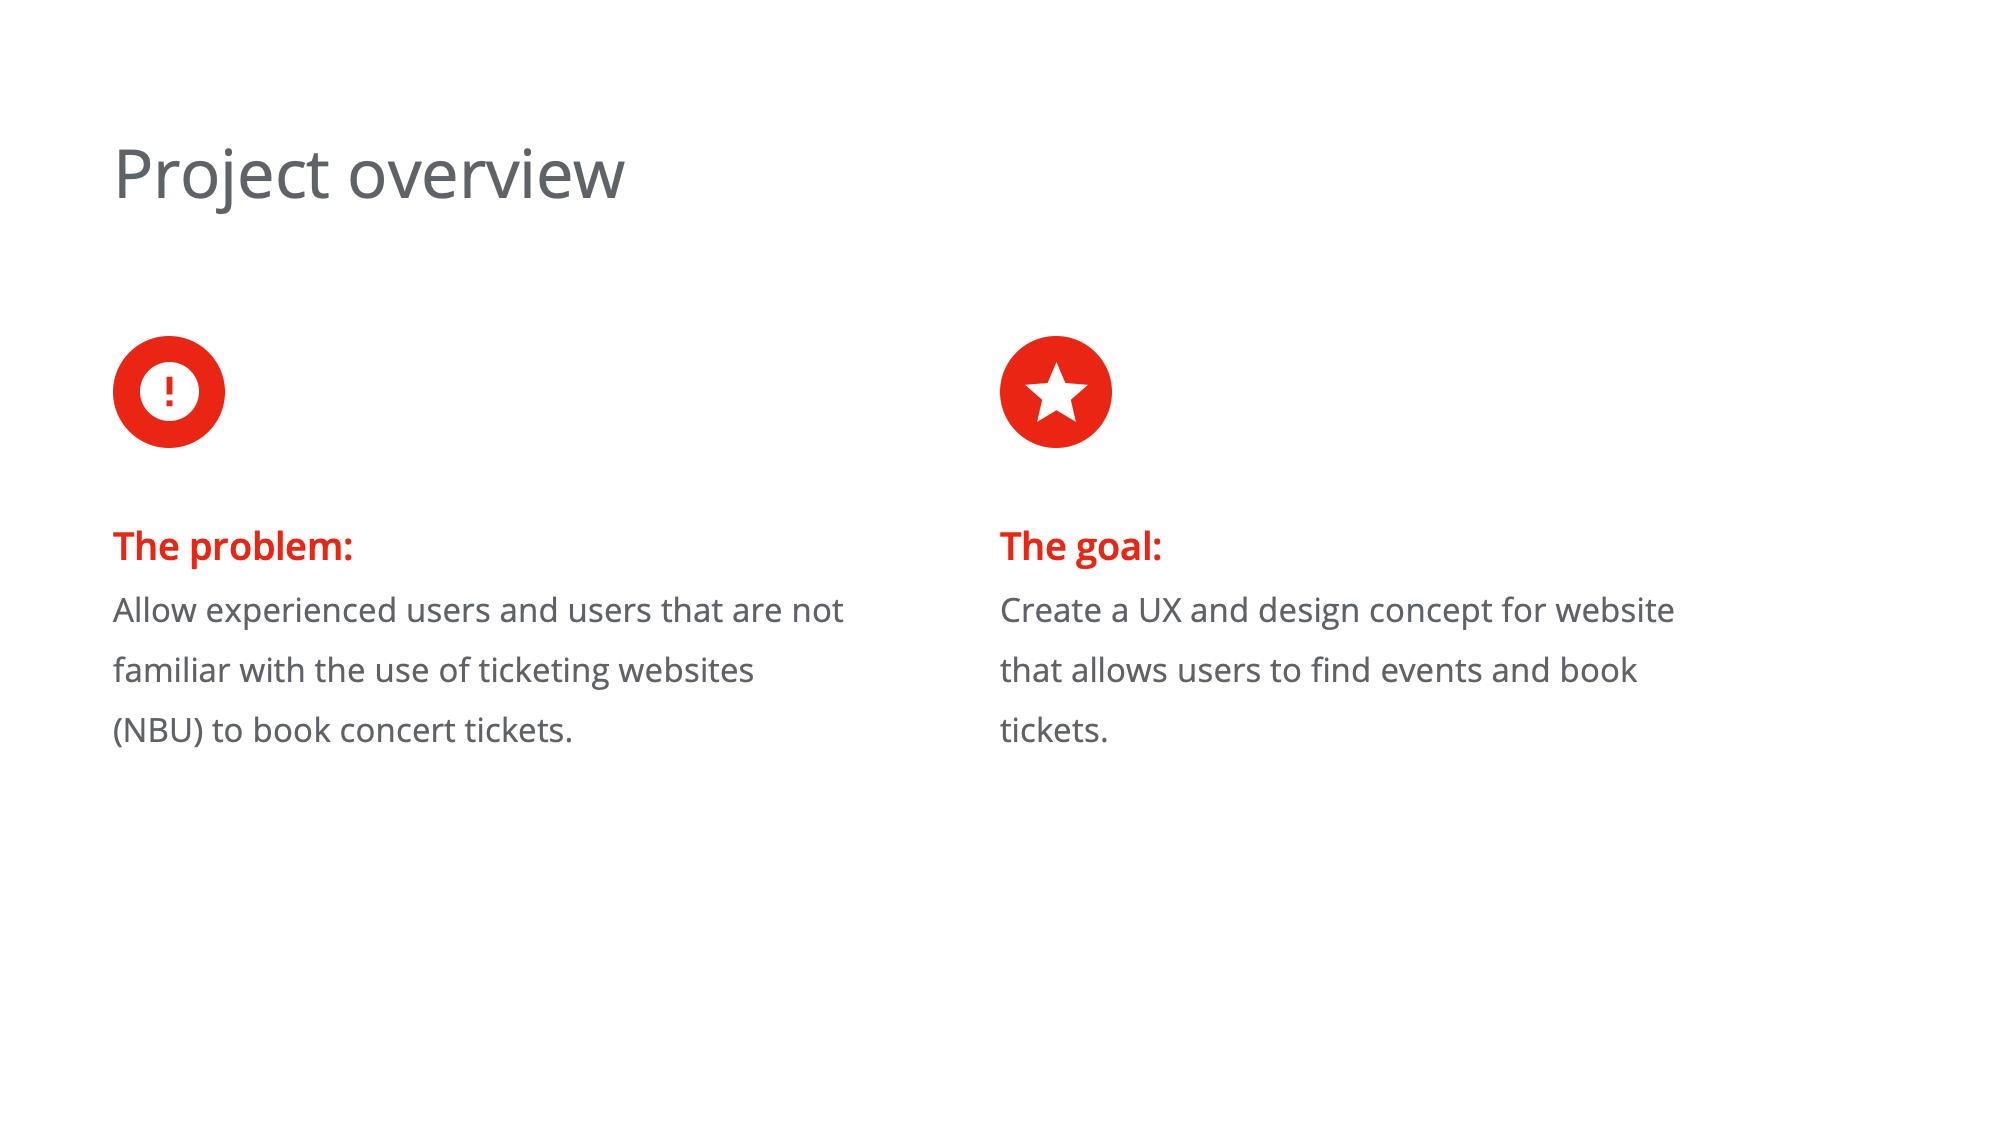 Project overview
The problem:
Allow experienced users and users that are not
familiar with the use of ticketing websites
(NBU) to book concert tickets.
The goal:
Create a UX and design concept for website
that allows users to find events and book
tickets.